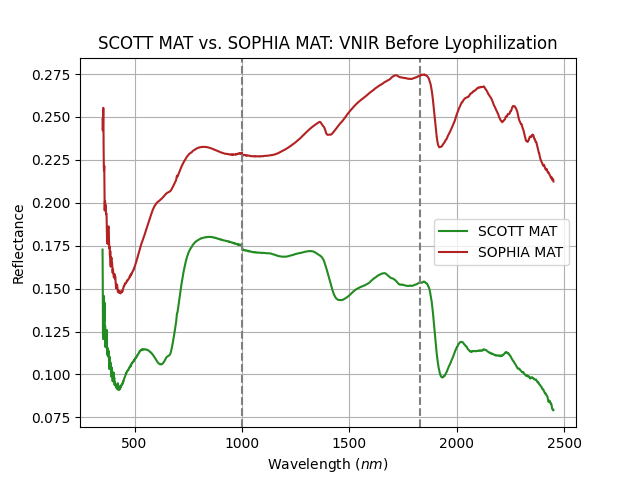 SCOTT MAT vs. SOPHIA MAT: VNIR Before Lyophilization
0.275
0.250
0.225
0.200
0.175
0.150
0.125
0.100
0.075
Reflectance
SCOTT MAT
SOPHIA MAT
500 1000 1500 2000 2500
Wavelength (nm)